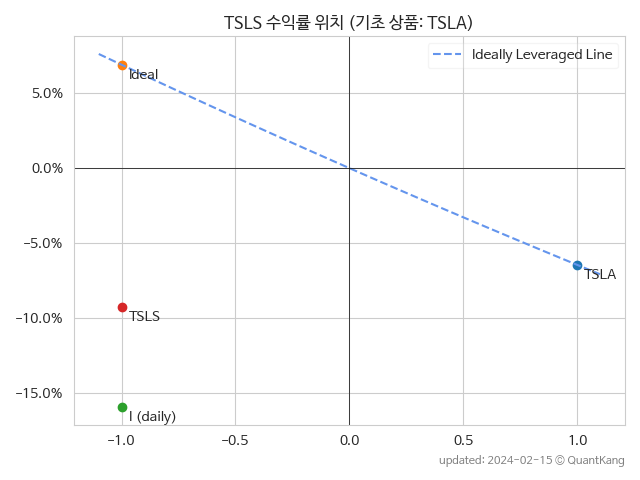 TSLS 수익률 위치 (기초 상품: TSLA)
Ideally Leveraged Line
Ideal
5.0%
0.0%
−5.0%
TSLA
−10.0%
TSLS
−15.0%
I (daily)
−1.0
−0.5
0.0
0.5
1.0
updated: 2024-02-15 © QuantKang